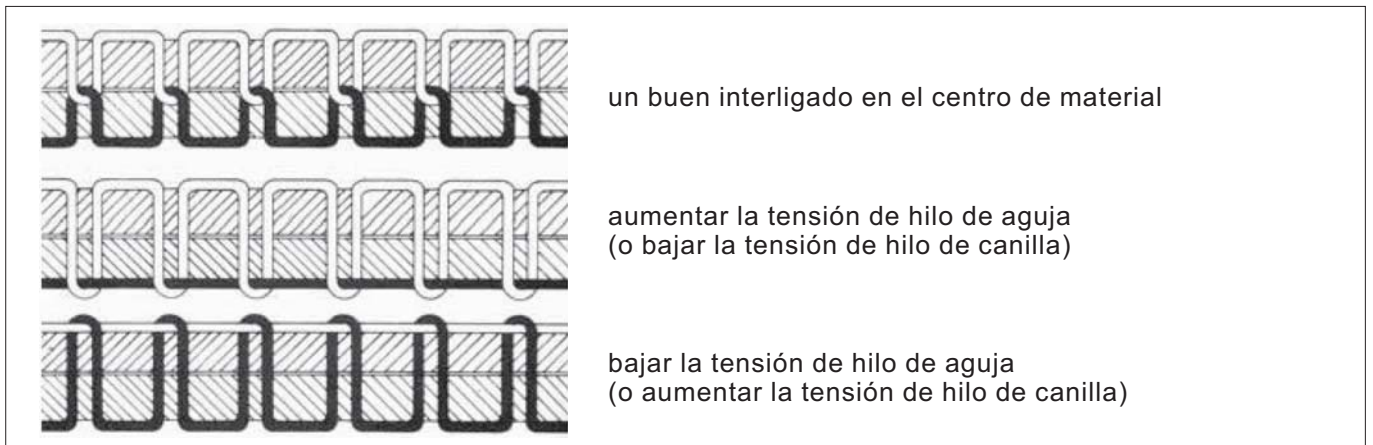 un buen interligado en el centro de material
aumentar la tensión de hilo de aguja
(o bajar la tensión de hilo de canilla)
bajar la tensión de hilo de aguja
(o aumentar la tensión de hilo de canilla)